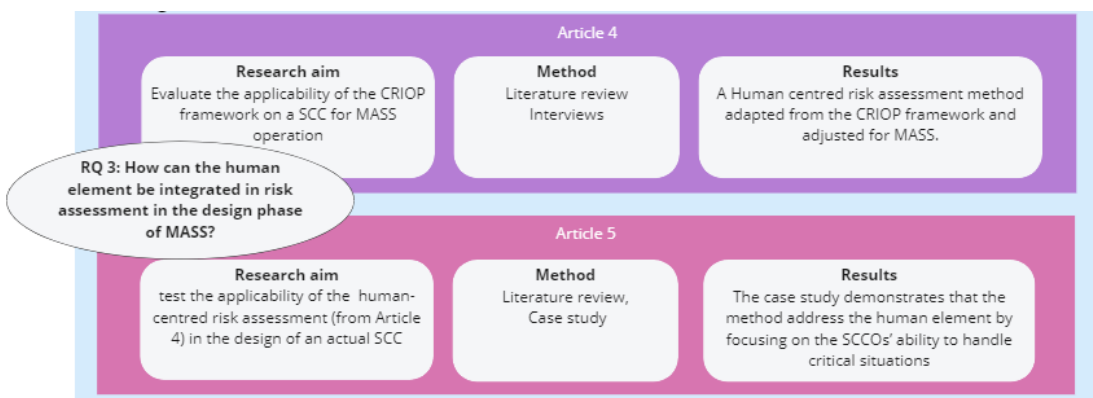 Article 4
Research aim
Evaluate the applicability of the CRIOP
framework on a SCC for MASS
operation
Method
Literature review
Interviews
Results
A Human centred risk assessment method
adapted from the CRIOP framework and
adjusted for MASS.
RQ 3: How can the human
element be integrated in risk
assessment in the design phase
of MASS?
Article 5
Research aim
test the applicability of the human-
centred risk assessment (from Article
4) in the design of an actual SCC
Method
Literature review,
Case study
Results
The case study demonstrates that the
method address the human element by
focusing on the SCCOs’ ability to handle
critical situations